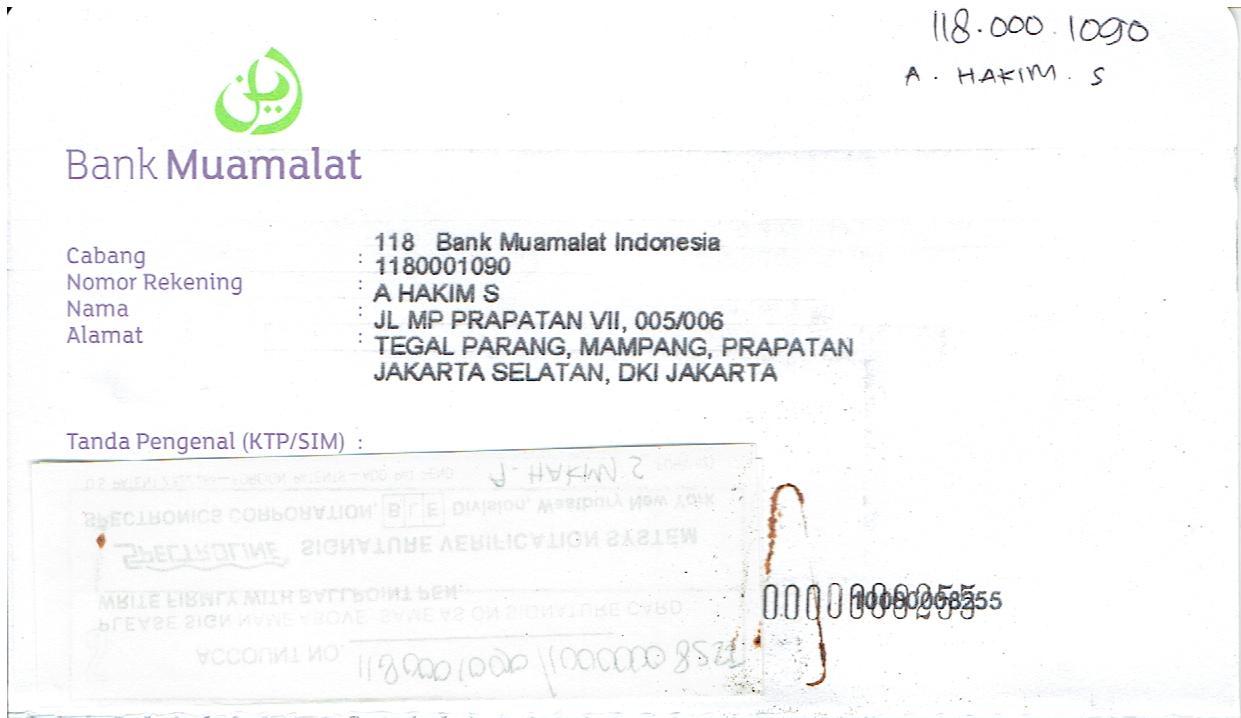 118.000.1090
A. HAKIM. S
Bank Muamalat
Cabang : 118 Bank Muamalat Indonesia
Nomor Rekening : 1180001090
Nama : A HAKIM S
Alamat : JL MP PRAPATAN VII, 005/006
TEGAL PARANG, MAMPANG, PRAPATAN
JAKARTA SELATAN, DKI JAKARTA
Tanda Pengenal (KTP/SIM) :
A. HAKIM S
SPECTRONICS CORPORATION, BLE Division, Westbury New York
SPECTROLINE SIGNATURE VERIFICATION SYSTEM
WRITE FIRMLY WITH BALLPOINT PEN.
PLEASE SIGN NAME ABOVE, SAME AS ON SIGNATURE CARD
ACCOUNT NO. 1180001090